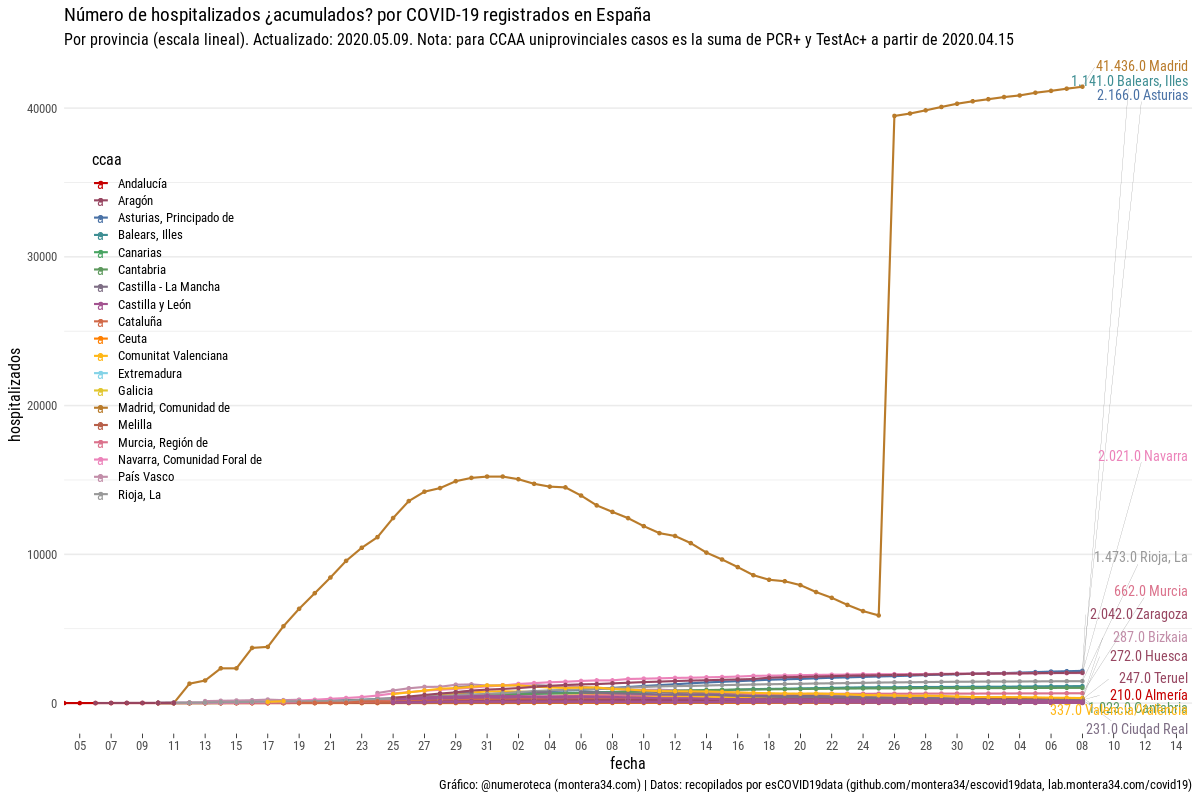 Número de hospitalizados ¿acumulados? por COVID-19 registrados en España
Por provincia (escala lineal). Actualizado: 2020.05.09. Nota: para CCAA uniprovinciales casos es la suma de PCR+ y TestAc+ a partir de 2020.04.15
41.436.0 Madrid
1.141.0 Balears, Illes
2.166.0 Asturias
40000
ccaa
Andalucía
Aragón
Asturias, Principado de
Balears, Illes
Canarias
Cantabria
Castilla - La Mancha
Castilla y León
Cataluña
Ceuta
Comunitat Valenciana
Extremadura
Galicia
Madrid, Comunidad de
Melilla
Murcia, Región de
Navarra, Comunidad Foral de
País Vasco
Rioja, La
30000
20000
10000
0
hospitalizados
2.021.0 Navarra
1.473.0 Rioja, La
662.0 Murcia
2.042.0 Zaragoza
287.0 Bizkaia
272.0 Huesca
247.0 Teruel
210.0 Almería
1.023.0 Cantabria
337.0 Valencia/València
231.0 Ciudad Real
05 07 09 11 13 15 17 19 21 23 25 27 29 31 02 04 06 08 10 12 14 16 18 20 22 24 26 28 30 02 04 06 08 10 12 14
fecha
Gráfico: @numeroteca (montera34.com) | Datos: recopilados por esCOVID19data (github.com/montera34/escovid19data, lab.montera34.com/covid19)